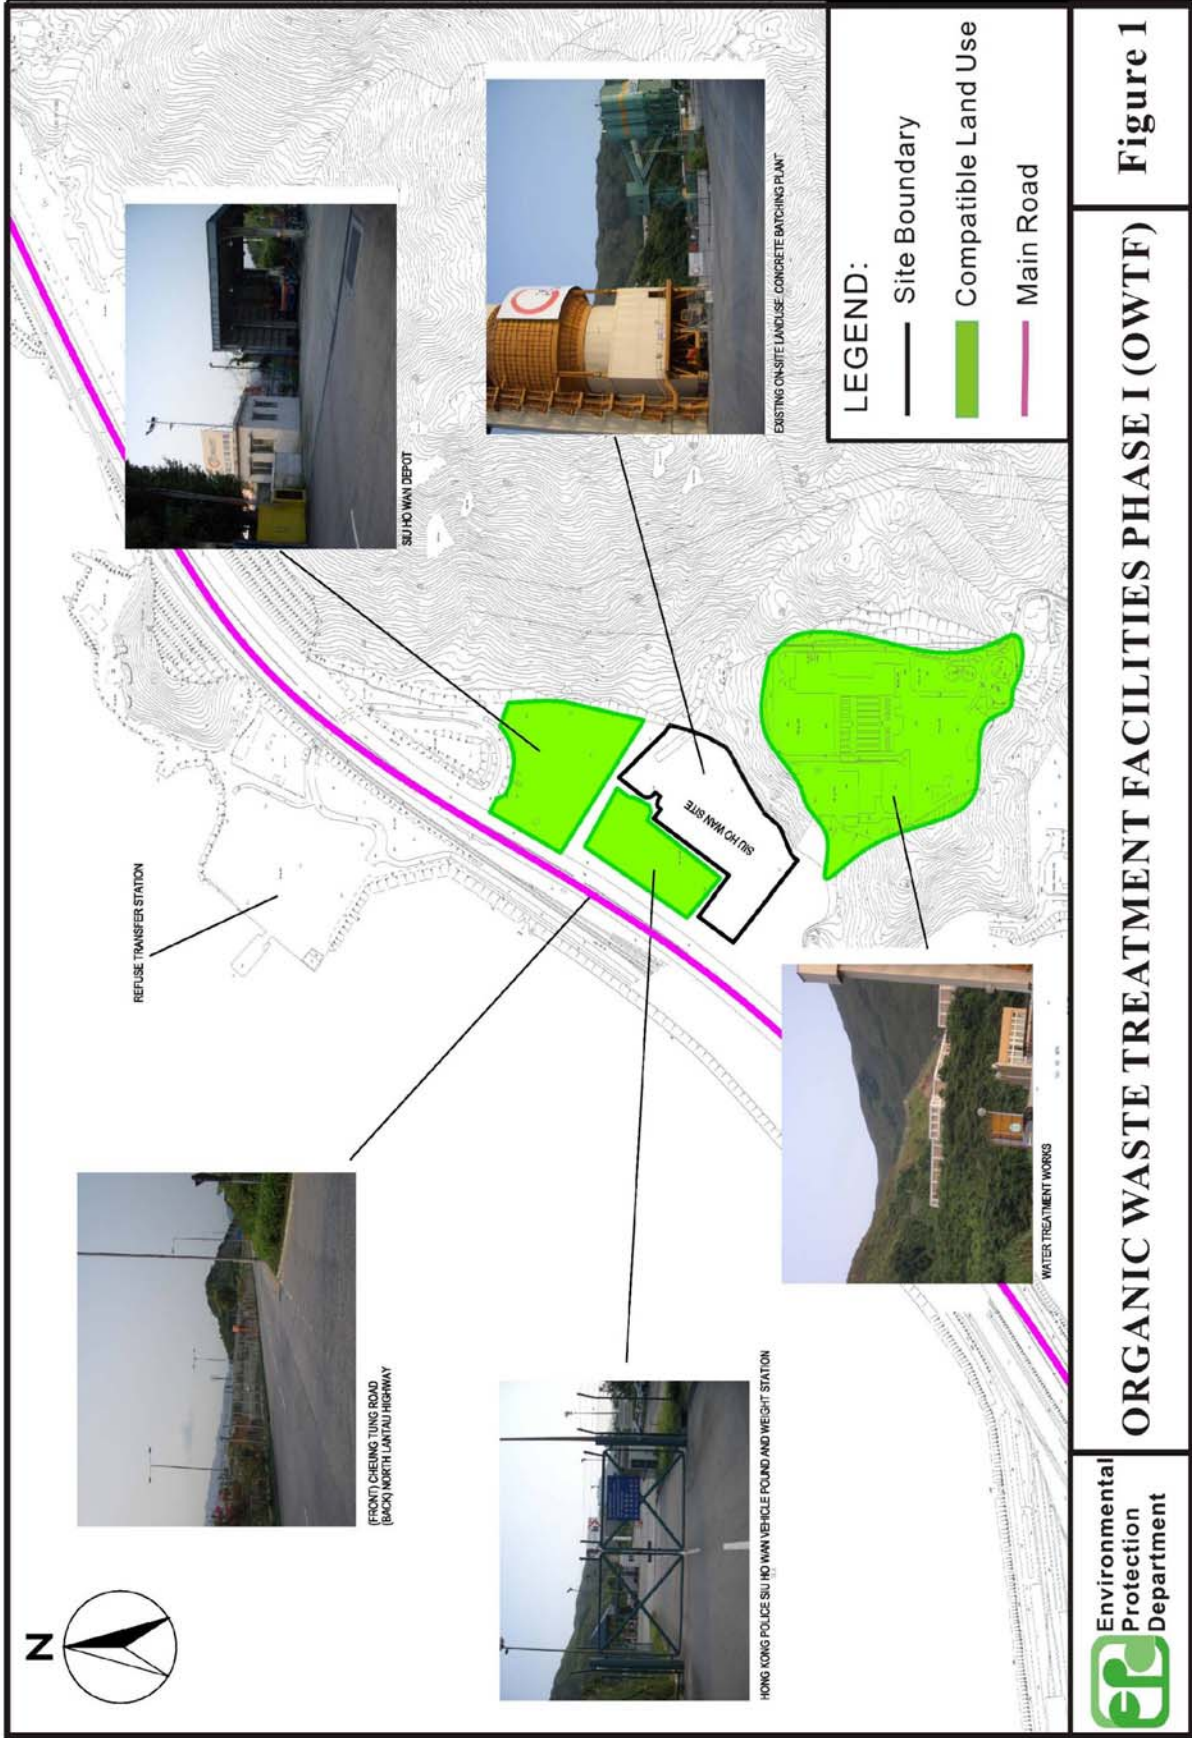 N
REFUSE TRANSFER STATION
SIU HO WAN DEPOT
EXISTING ON-SITE LANDUSE: CONCRETE BATCHING PLANT
(FRONT) CHEUNG TUNG ROAD
(BACK) NORTH LANTAU HIGHWAY
HONG KONG POLICE SIU HO WAN VEHICLE POUND AND WEIGHT STATION
SIU HO WAN SITE
WATER TREATMENT WORKS
LEGEND:
Site Boundary
Compatible Land Use
Main Road
Environmental
Protection
Department
ORGANIC WASTE TREATMENT FACILITIES PHASE I (OWTF)
Figure 1